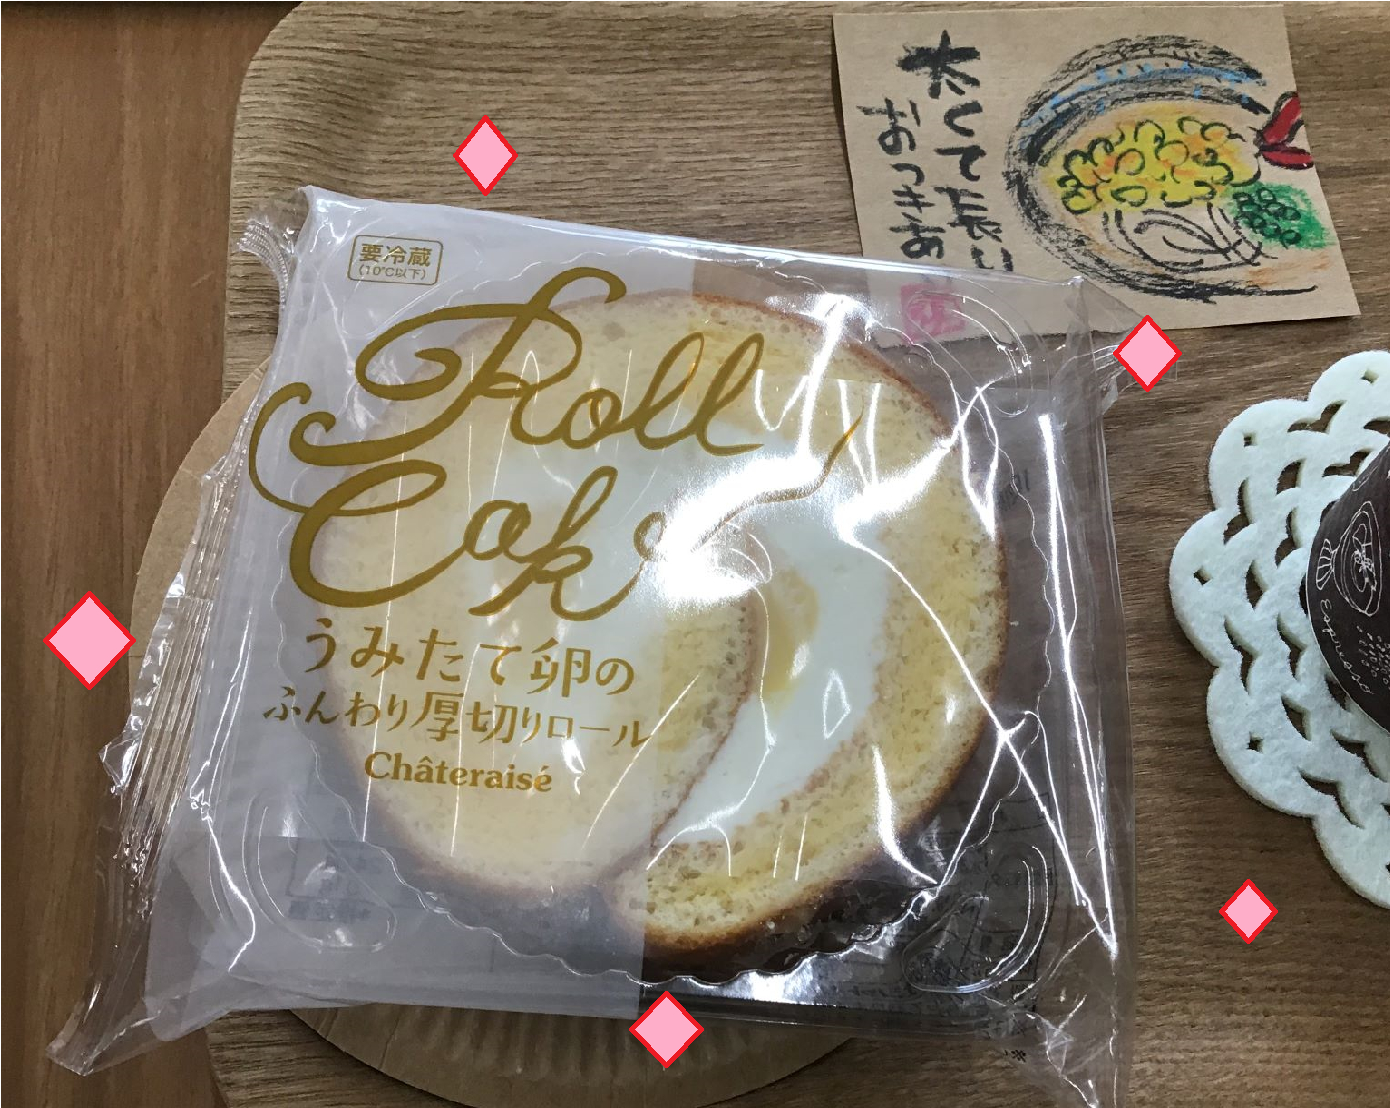 太くて長い
おつきあ
要冷蔵
(10℃以下)
Roll
Cake
うみたて卵の
ふんわり厚切りロール
Châteraisé
Espresso